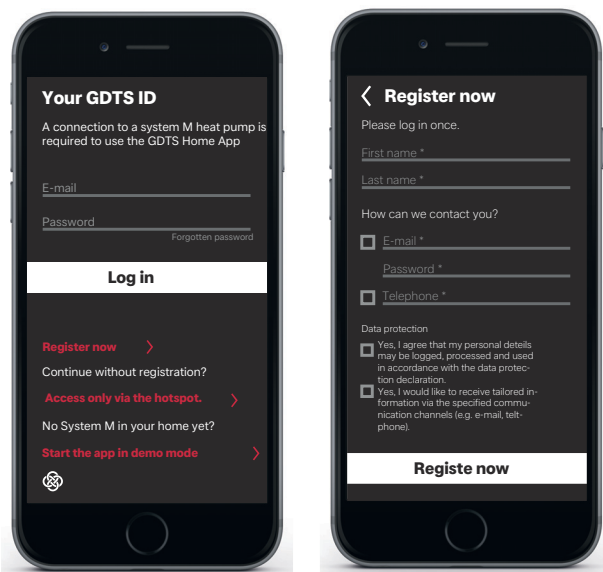 Your GDTS ID
A connection to a system M heat pump is
required to use the GDTS Home App
E-mail
Password
Forgotten password
Log in
Register now
Continue without registration?
Access only via the hotspot.
No System M in your home yet?
Start the app in demo mode
Register now
Please log in once.
First name *
Last name *
How can we contact you?
E-mail *
Password *
Telephone *
Data protection
Yes, I agree that my personal deteils
may be logged, processed and used
in accordance with the data protec-
tion declaration.
Yes, I would like to receive tailored in-
formation via the specified commu-
nication channels (e.g. e-mail, telt-
phone).
Registe now